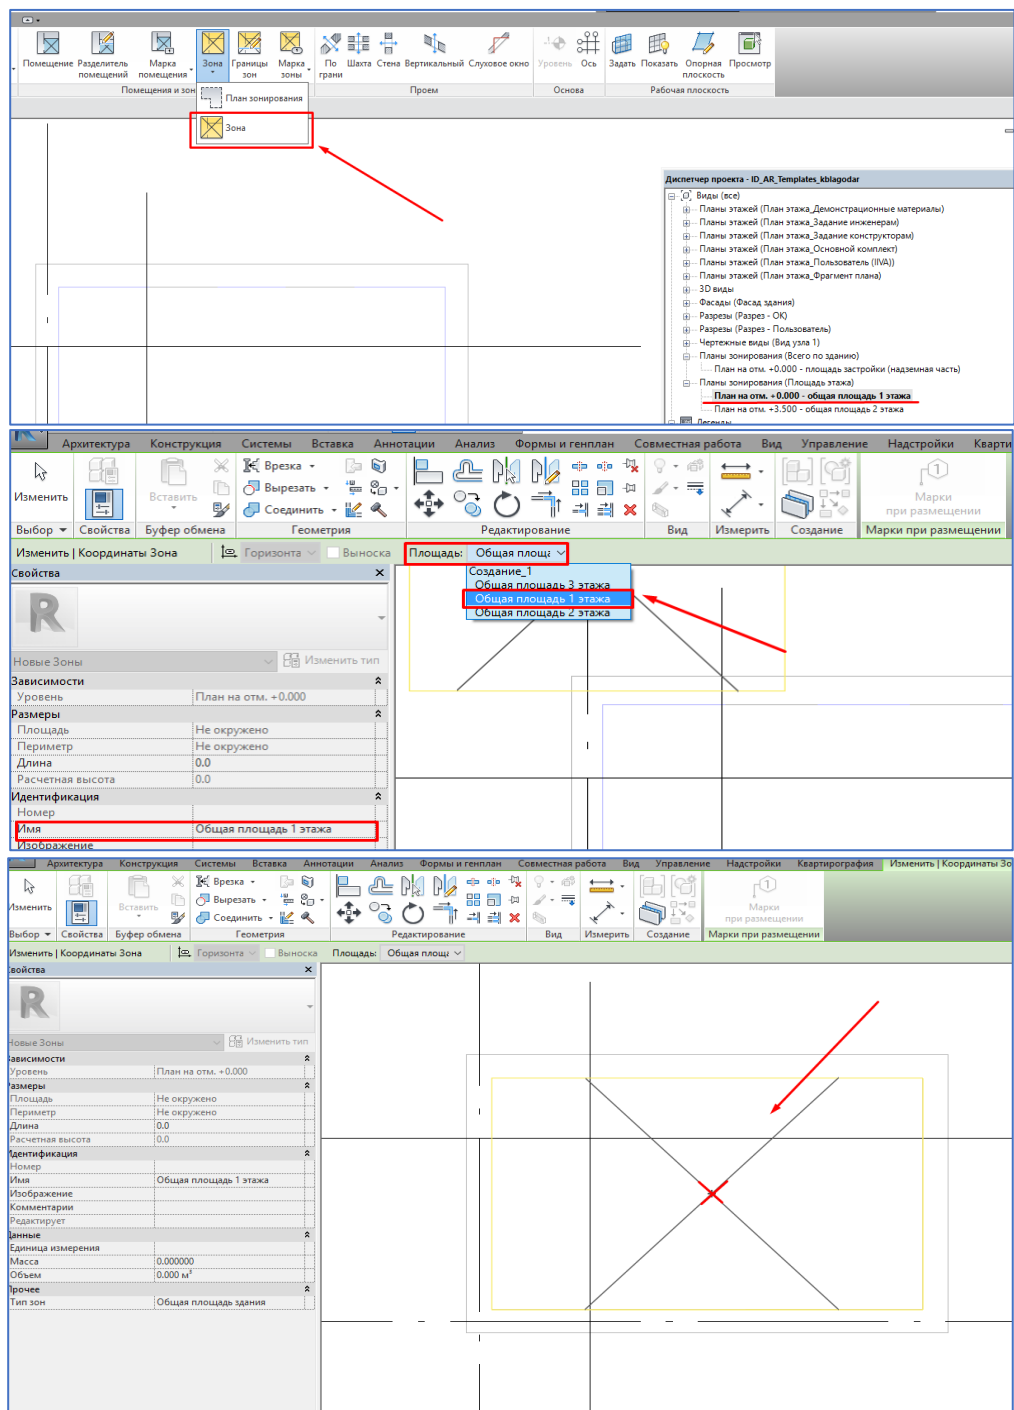 Помещение Разделитель помещений Марка помещения Зона Границы зон Марка зоны По грани Шахта Стена Вертикальный Слуховое окно Уровень Ось Задать Показать Опорная плоскость Просмотр
Помещения и зон Проем Основа Рабочая плоскость
План зонирования
Зона
Диспетчер проекта - ID_AR_Templates_kblagodar
Виды (все)
Планы этажей (План этажа_Демонстрационные материалы)
Планы этажей (План этажа_Задание инженерам)
Планы этажей (План этажа_Задание конструкторам)
Планы этажей (План этажа_Основной комплект)
Планы этажей (План этажа_Пользователь (IIVA))
Планы этажей (План этажа_Фрагмент плана)
3D виды
Фасады (Фасад здания)
Разрезы (Разрез - ОК)
Разрезы (Разрез - Пользователь)
Чертежные виды (Вид узла 1)
Планы зонирования (Всего по зданию)
План на отм. +0.000 - площадь застройки (надземная часть)
Планы зонирования (Площадь этажа)
План на отм. +0.000 - общая площадь 1 этажа
План на отм. +3.500 - общая площадь 2 этажа
Легенды
Архитектура Конструкция Системы Вставка Аннотации Анализ Формы и генплан Совместная работа Вид Управление Надстройки Кварти
Изменить Вставить Врезка
Вырезать
Соединить
Марки при размещении
Выбор Свойства Буфер обмена Геометрия Редактирование Вид Измерить Создание Марки при размещении
Изменить | Координаты Зона Горизонта Выноска Площадь: Общая площа
Создание_1
Общая площадь 3 этажа
Общая площадь 1 этажа
Общая площадь 2 этажа
Свойства
R
Новые Зоны Изменить тип
Зависимости
Уровень План на отм. +0.000
Размеры
Площадь Не окружено
Периметр Не окружено
Длина 0.0
Расчетная высота 0.0
Идентификация
Номер
Имя Общая площадь 1 этажа
Изображение
Архитектура Конструкция Системы Вставка Аннотации Анализ Формы и генплан Совместная работа Вид Управление Надстройки Квартирография Изменить | Координаты Зо
Изменить Вставить Врезка
Вырезать
Соединить
Марки при размещении
Выбор Свойства Буфер обмена Геометрия Редактирование Вид Измерить Создание Марки при размещении
Изменить | Координаты Зона Горизонта Выноска Площадь: Общая площа
войства
R
Новые Зоны Изменить тип
Зависимости
Уровень План на отм. +0.000
Размеры
Площадь Не окружено
Периметр Не окружено
Длина 0.0
Расчетная высота 0.0
Идентификация
Номер
Имя Общая площадь 1 этажа
Изображение
Комментарии
Редактирует
Данные
Единица измерения
Масса 0.000000
Объем 0.000 м³
Прочее
Тип зон Общая площадь здания